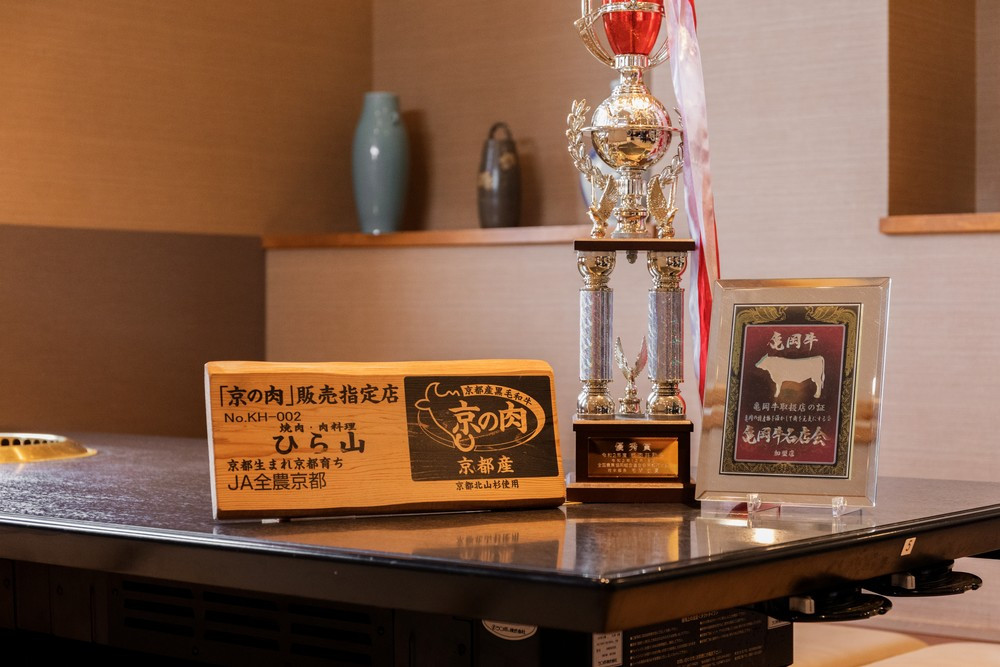 「京の肉」販売指定店
No.KH-002
焼肉・肉料理
ひら山
京都生まれ京都育ち
JA全農京都
京都産黒毛和牛
京の肉
京都産
京都北山杉使用
優秀賞
亀岡牛
亀岡牛取扱店の証
亀岡牛名店会
加盟店
3